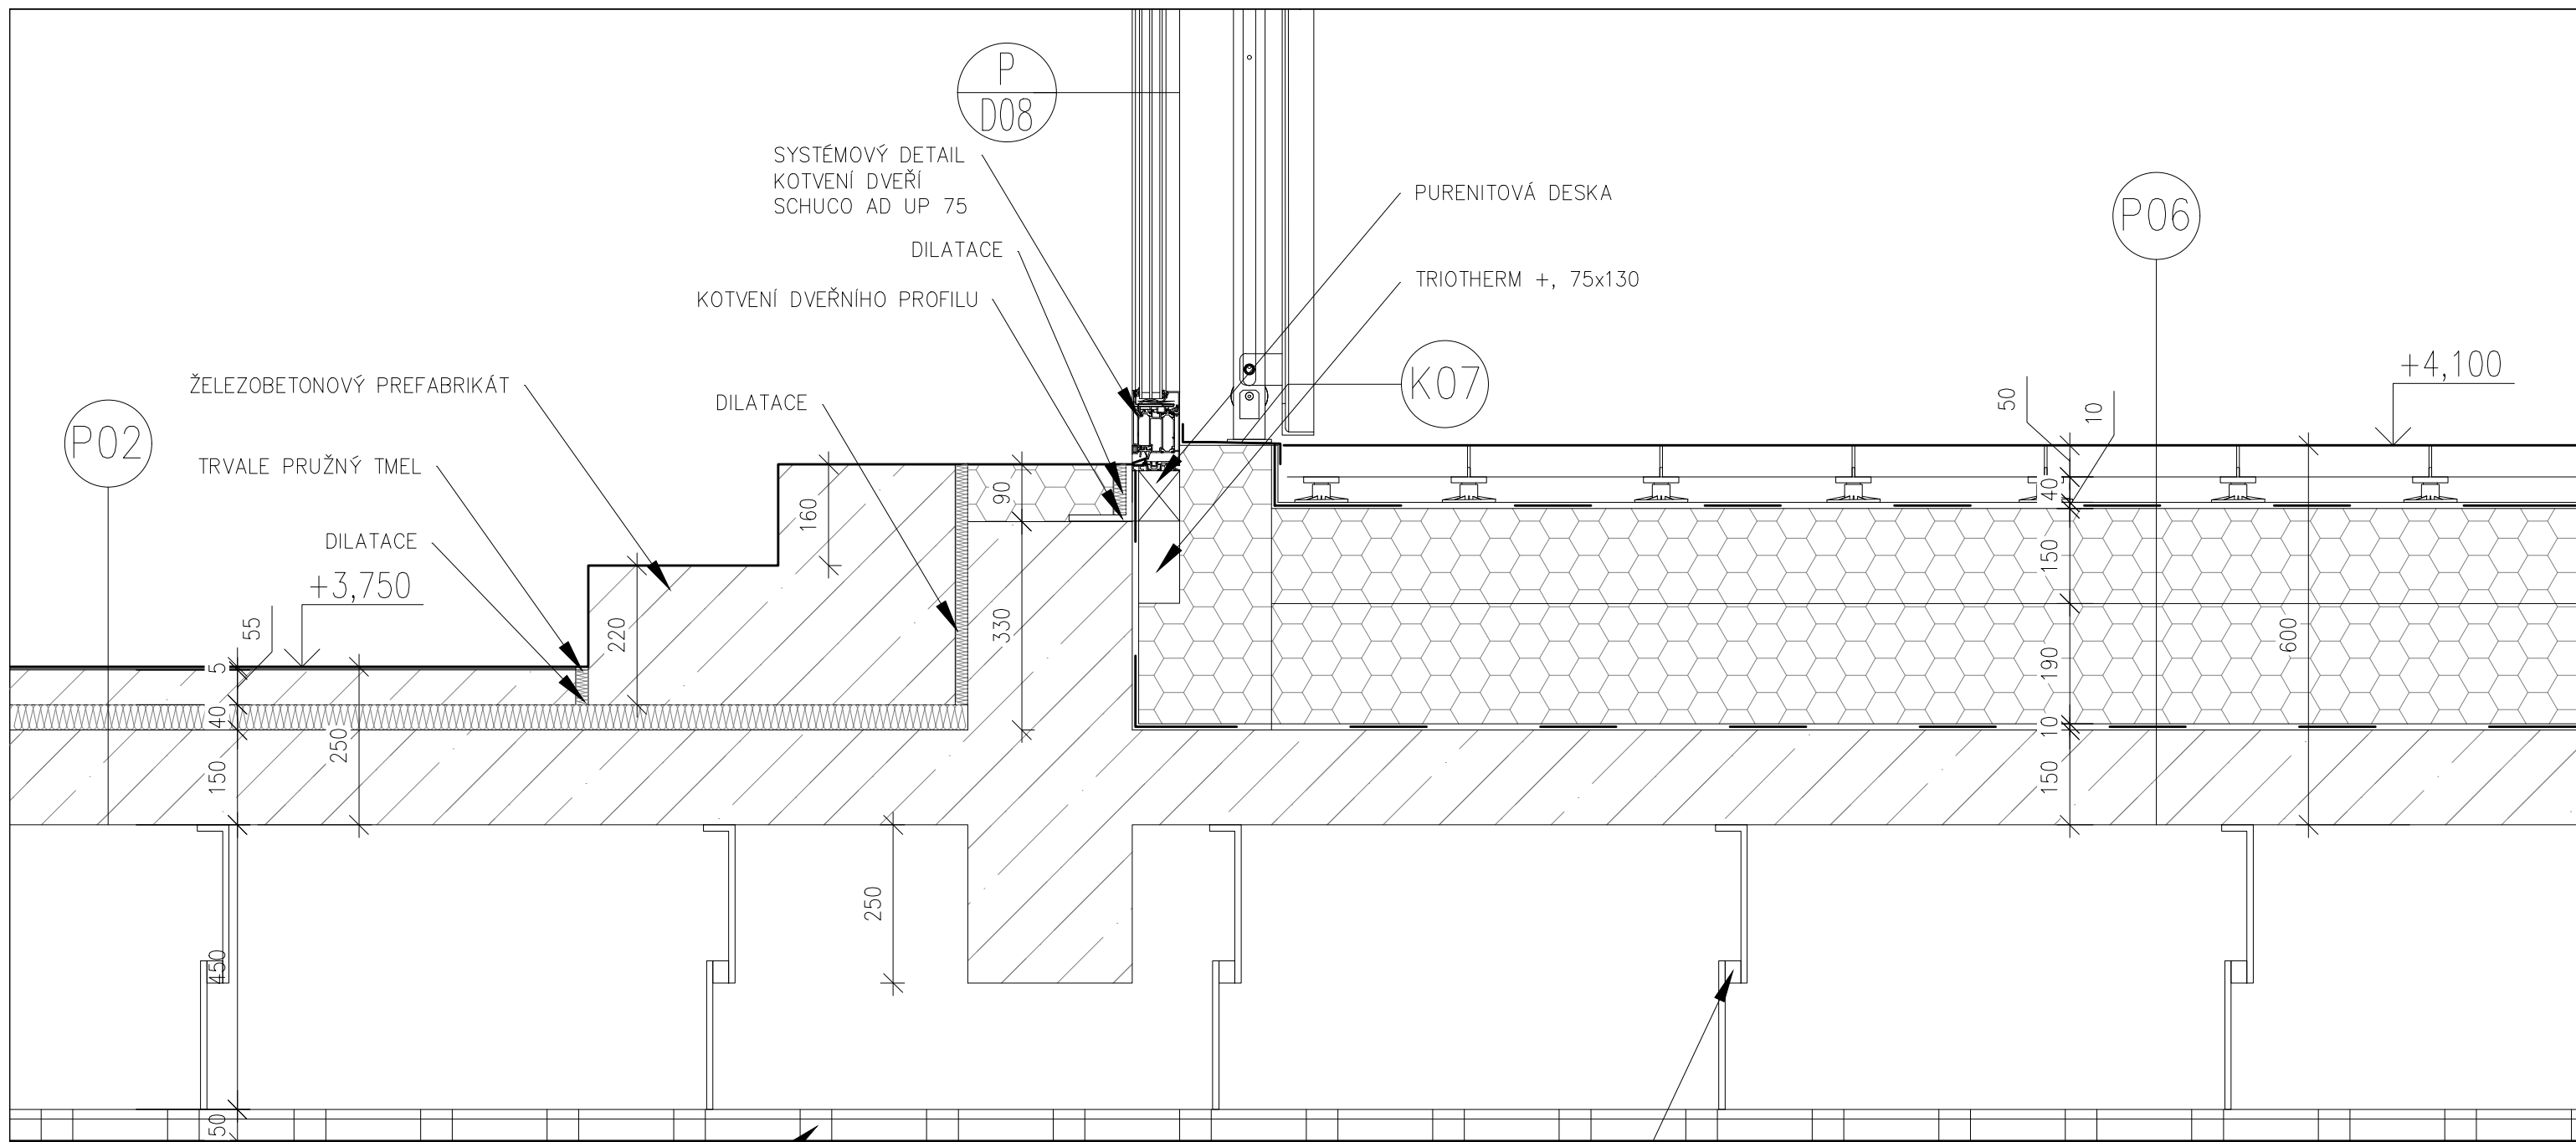 P
D08
SYSTÉMOVÝ DETAIL
KOTVENÍ DVEŘÍ
SCHUCO AD UP 75
DILATACE
KOTVENÍ DVEŘNÍHO PROFILU
PURENITOVÁ DESKA
TRIOTHERM +, 75x130
P06
K07
+4,100
50
10
ŽELEZOBETONOVÝ PREFABRIKÁT
DILATACE
P02
TRVALE PRUŽNÝ TMEL
DILATACE
+3,750
55
5
40
150
250
450
50
220
160
90
330
250
40
150
190
10
150
600